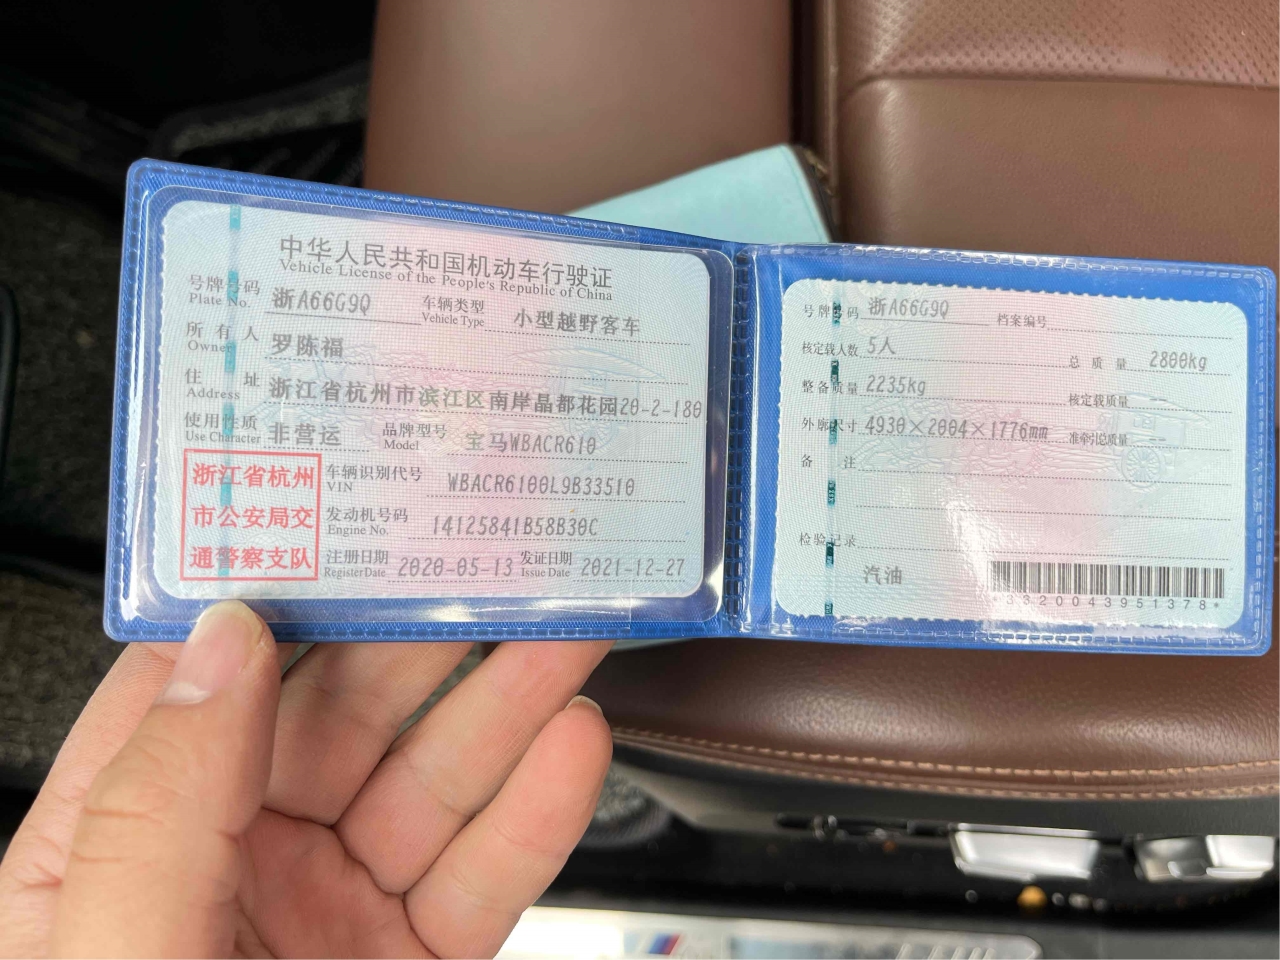 中华人民共和国机动车行驶证
Vehicle License of the People's Republic of China
号牌号码 浙A66G9Q 车辆类型 小型越野客车
Plate No. Vehicle Type
所有人 罗陈福
Owner
住址 浙江省杭州市滨江区南岸晶都花园20-2-180
Address
使用性质 非营运 品牌型号 宝马WBACR610
Use Character Model
浙江省杭州
市公安局交
通警察支队
车辆识别代号 WBACR6100L9B33510
VIN
发动机号码 14125841B58B30C
Engine No.
注册日期 2020-05-13 发证日期 2021-12-27
Register Date Issue Date
号牌号码 浙A66G9Q 档案编号
核定载人数 5人 总质量 2800kg
整备质量 2235kg 核定载质量 --
外廓尺寸 4930×2004×1776mm 准牵引总质量 --
备注
检验记录
汽油
*3320043951378*